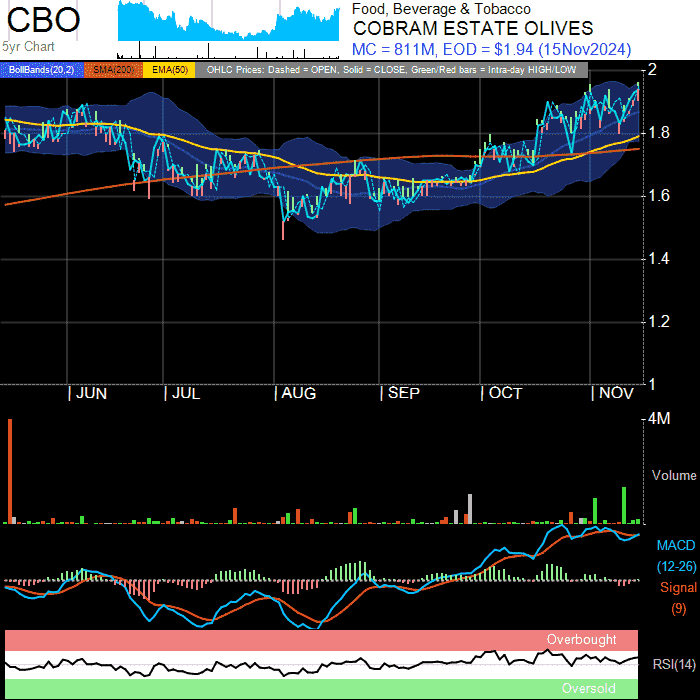 CBO
5yr Chart
Food, Beverage & Tobacco
COBRAM ESTATE OLIVES
MC = 811M, EOD = $1.94 (15Nov2024)
BollBands(20,2) SMA(200) EMA(50) OHLC Prices: Dashed = OPEN, Solid = CLOSE, Green/Red bars = Intra-day HIGH/LOW
2
1.8
1.6
1.4
1.2
1
| JUN | JUL | AUG | SEP | OCT | NOV
4M
Volume
MACD
(12-26)
Signal
(9)
Overbought
RSI(14)
Oversold